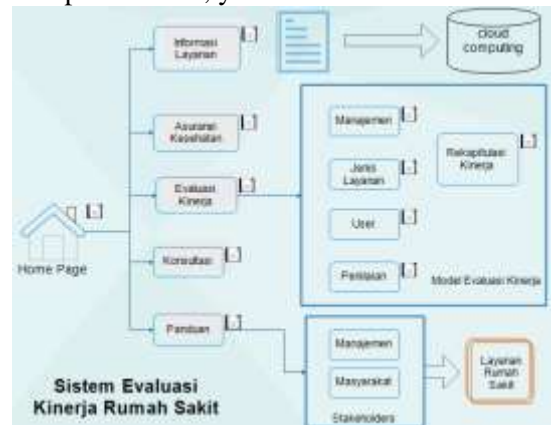 Informasi
Layanan
cloud
computing
Asuransi
Kesehatan
Manajemen
Rekapitulasi
Kinerja
Jenis
Layanan
Evaluasi
Kinerja
User
Home Page
Konsultasi
Penilaian
Model Evaluasi Kinerja
Panduan
Manajemen
Masyarakat
Layanan
Rumah
Sakit
Sistem Evaluasi
Kinerja Rumah Sakit
Stakeholders